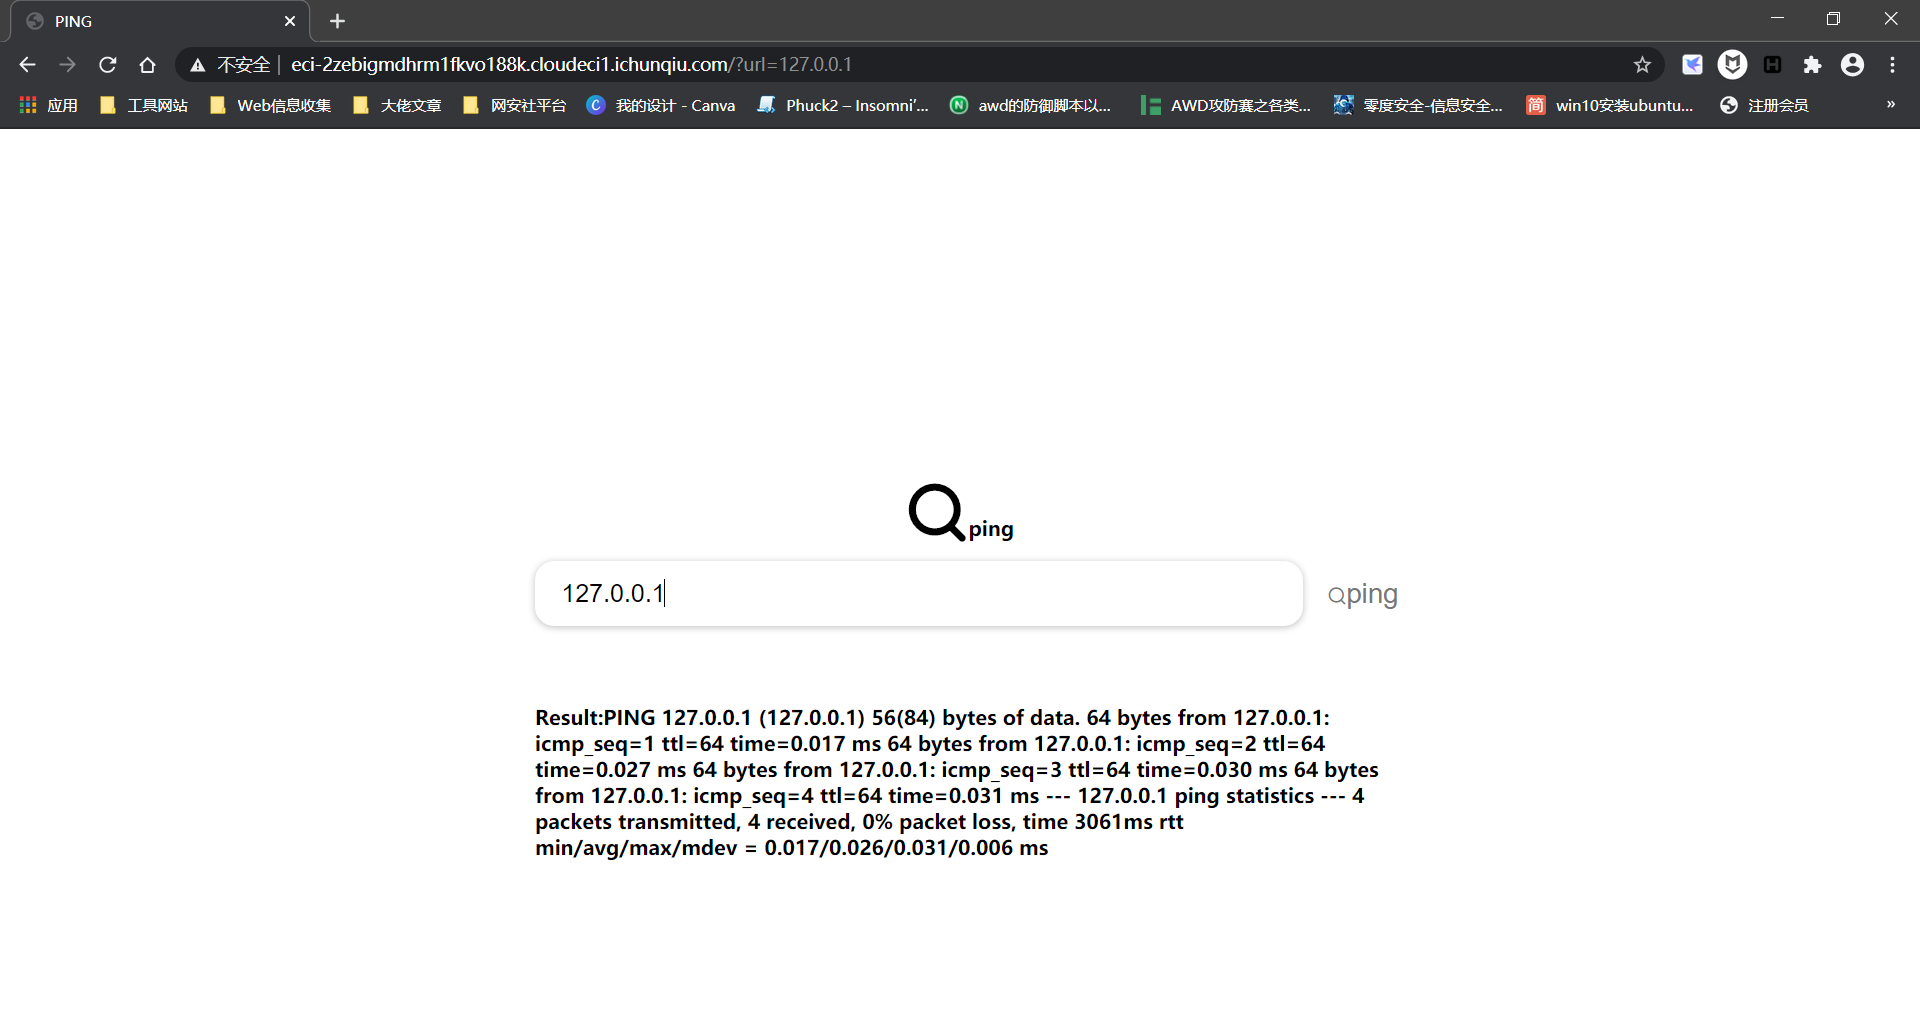 PING
不安全 eci-2zebigmdhrm1fkvo188k.cloudeci1.ichunqiu.com/?url=127.0.0.1
应用 工具网站 Web信息收集 大佬文章 网安社平台 我的设计 - Canva Phuck2 – Insomni'... awd的防御脚本以... AWD攻防赛之各类... 零度安全-信息安全... 简 win10安装ubuntu... 注册会员 »
ping
127.0.0.1 ping
Result:PING 127.0.0.1 (127.0.0.1) 56(84) bytes of data. 64 bytes from 127.0.0.1:
icmp_seq=1 ttl=64 time=0.017 ms 64 bytes from 127.0.0.1: icmp_seq=2 ttl=64
time=0.027 ms 64 bytes from 127.0.0.1: icmp_seq=3 ttl=64 time=0.030 ms 64 bytes
from 127.0.0.1: icmp_seq=4 ttl=64 time=0.031 ms --- 127.0.0.1 ping statistics --- 4
packets transmitted, 4 received, 0% packet loss, time 3061ms rtt
min/avg/max/mdev = 0.017/0.026/0.031/0.006 ms